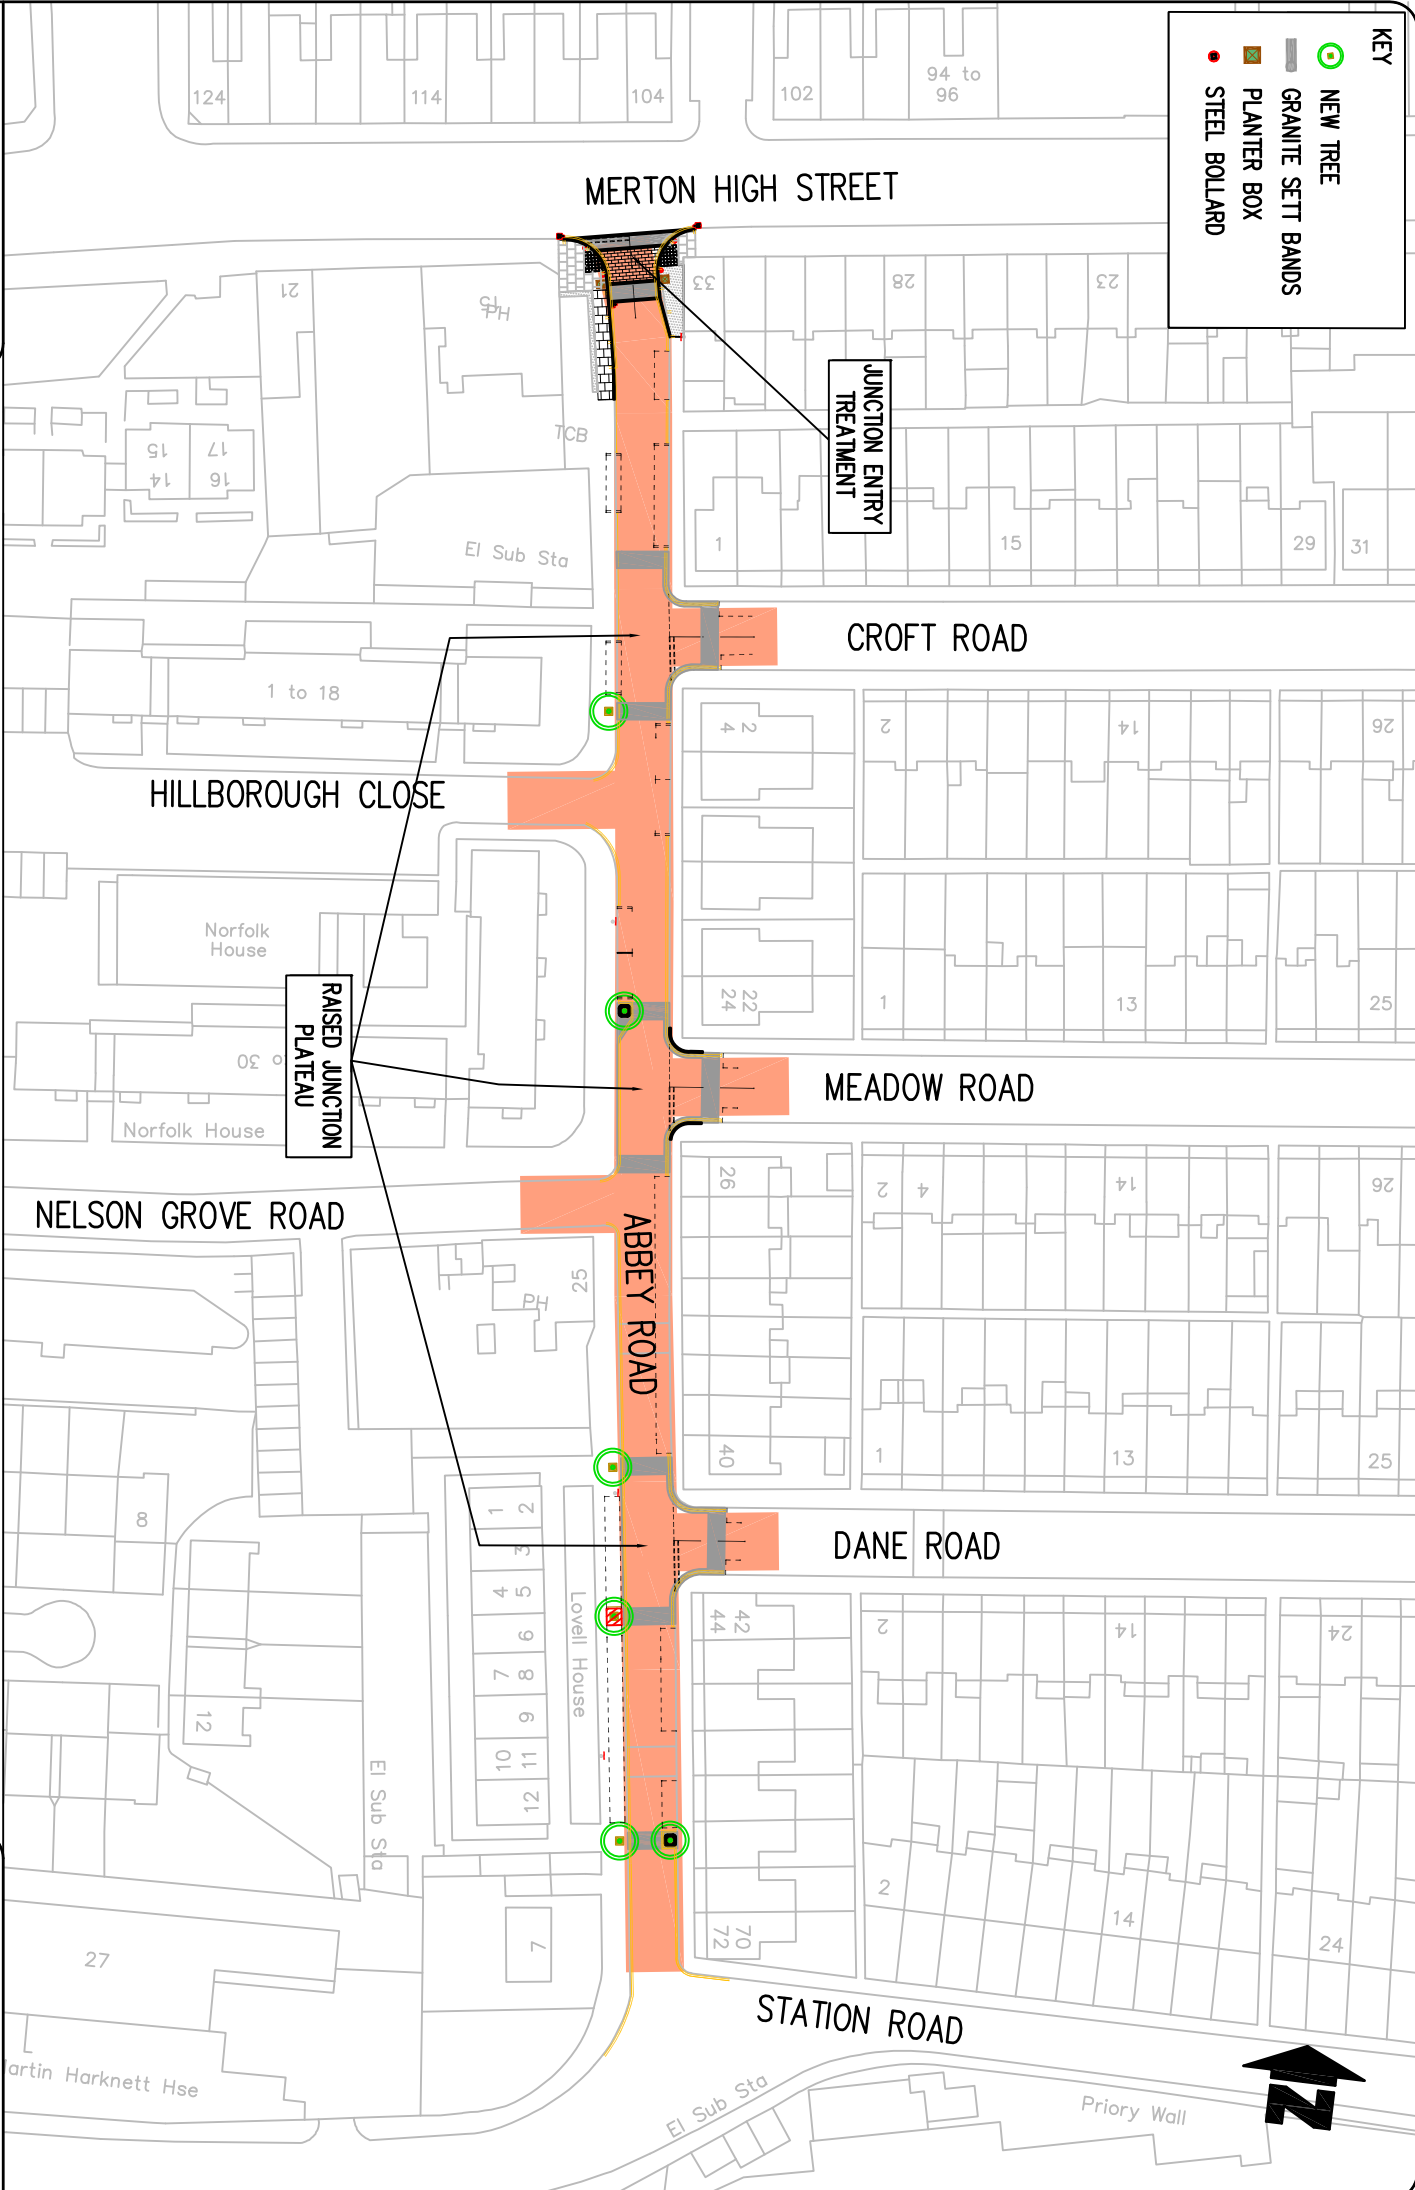 KEY
NEW TREE
GRANITE SETT BANDS
PLANTER BOX
STEEL BOLLARD
124
114
104
102
94 to
96
MERTON HIGH STREET
21
PH
33
28
23
JUNCTION ENTRY
TREATMENT
TCB
15
17
14
16
El Sub Sta
1
15
29
31
CROFT ROAD
1 to 18
4
2
2
14
26
HILLBOROUGH CLOSE
Norfolk
House
24
22
1
13
25
RAISED JUNCTION
PLATEAU
o 30
Norfolk House
MEADOW ROAD
26
2
4
14
26
NELSON GROVE ROAD
ABBEY ROAD
25
PH
40
1
13
25
8
1
2
3
4
5
6
7
8
9
10
11
12
Lovell House
DANE ROAD
44
42
2
14
24
12
El Sub Sta
72
70
2
14
24
27
7
STATION ROAD
artin Harknett Hse
El Sub Sta
Priory Wall
N